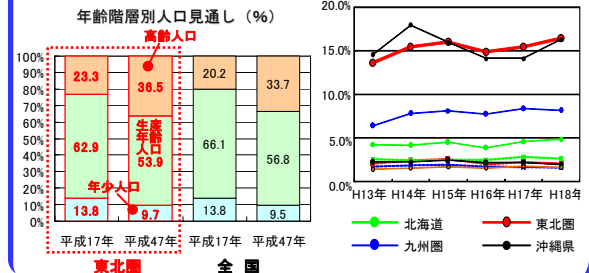 年齢階層別人口見通し（%）
高齢人口
100%
90%
80%
70%
60%
50%
40%
30%
20%
10%
0%
23.3
36.5
20.2
33.7
62.9
生産
年齢
人口
53.9
66.1
56.8
年少人口
13.8
9.7
13.8
9.5
平成17年
平成47年
平成17年
平成47年
東北圏
全 国
20.0%
15.0%
10.0%
5.0%
0.0%
H13年
H14年
H15年
H16年
H17年
H18年
北海道
東北圏
九州圏
沖縄県